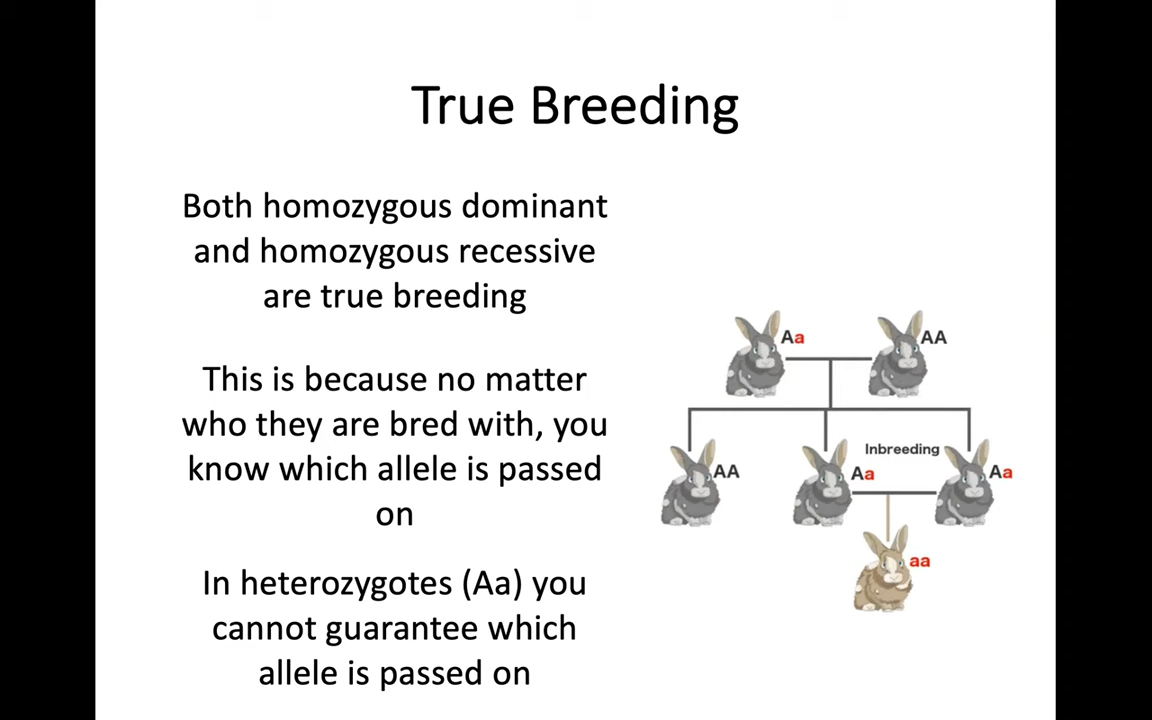 True Breeding
Both homozygous dominant
and homozygous recessive
are true breeding
This is because no matter
who they are bred with, you
know which allele is passed
on
In heterozygotes (Aa) you
cannot guarantee which
allele is passed on
Aa
AA
Inbreeding
AA
Aa
Aa
aa